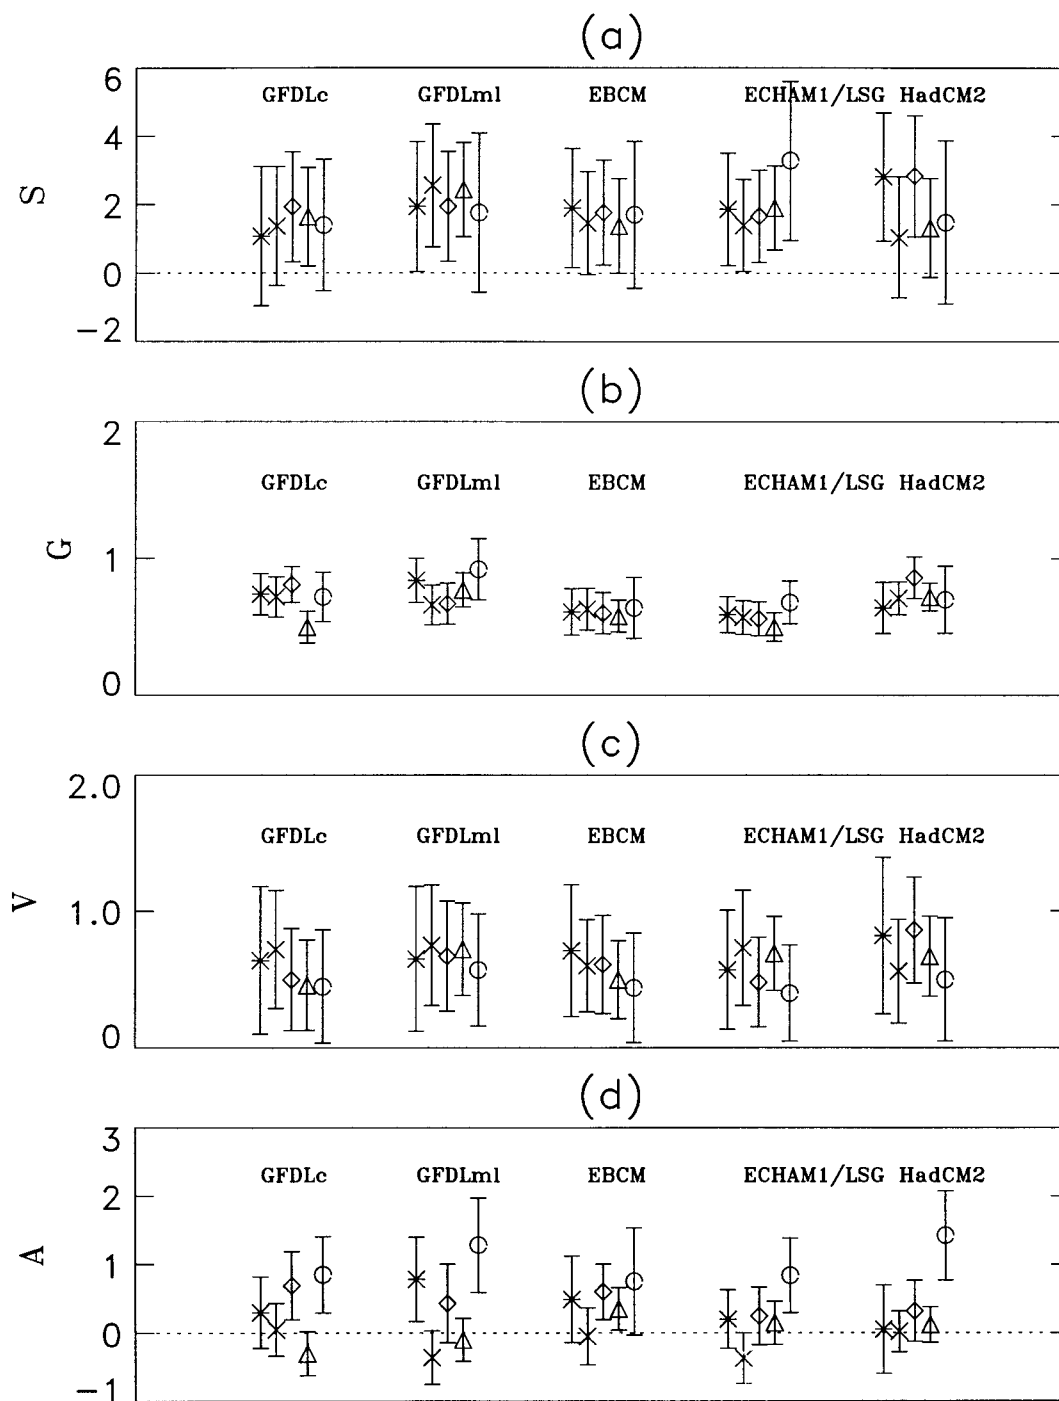 (a)
6
4
2
0
−2
S
GFDLc GFDLml EBCM ECHAM1/LSG HadCM2
(b)
2
1
0
G
GFDLc GFDLml EBCM ECHAM1/LSG HadCM2
(c)
2.0
1.0
0
V
GFDLc GFDLml EBCM ECHAM1/LSG HadCM2
(d)
3
2
1
0
−1
A
GFDLc GFDLml EBCM ECHAM1/LSG HadCM2